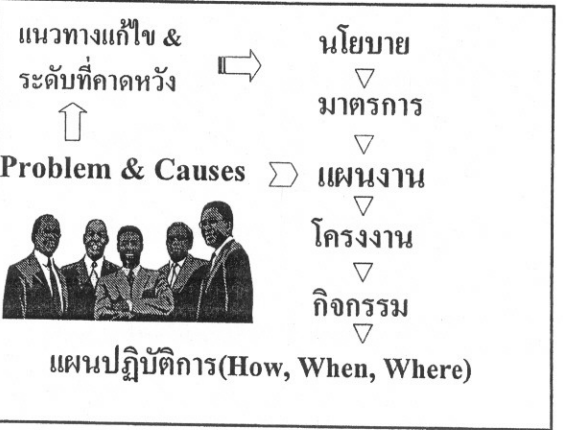 แนวทางแก้ไข &
ระดับที่คาดหวัง
Problem & Causes
นโยบาย
มาตรการ
แผนงาน
โครงงาน
กิจกรรม
แผนปฏิบัติการ(How, When, Where)